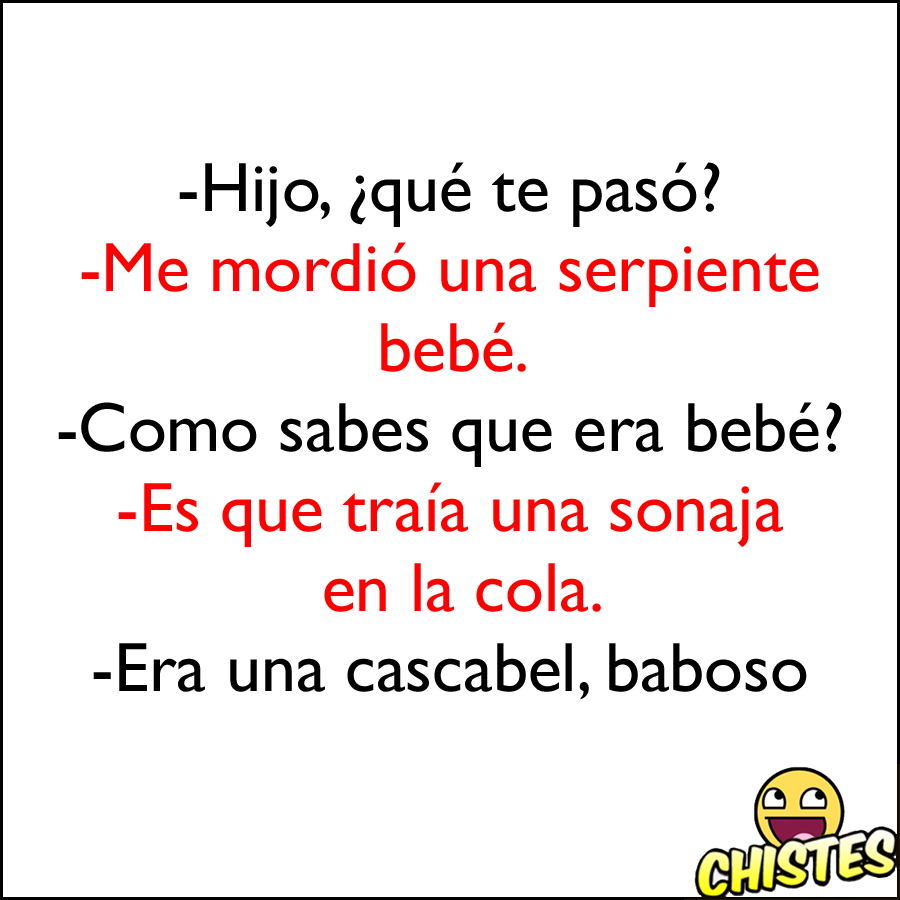 -Hijo, ¿qué te pasó?
-Me mordió una serpiente
bebé.
-Como sabes que era bebé?
-Es que traía una sonaja
en la cola.
-Era una cascabel, baboso
CHISTES